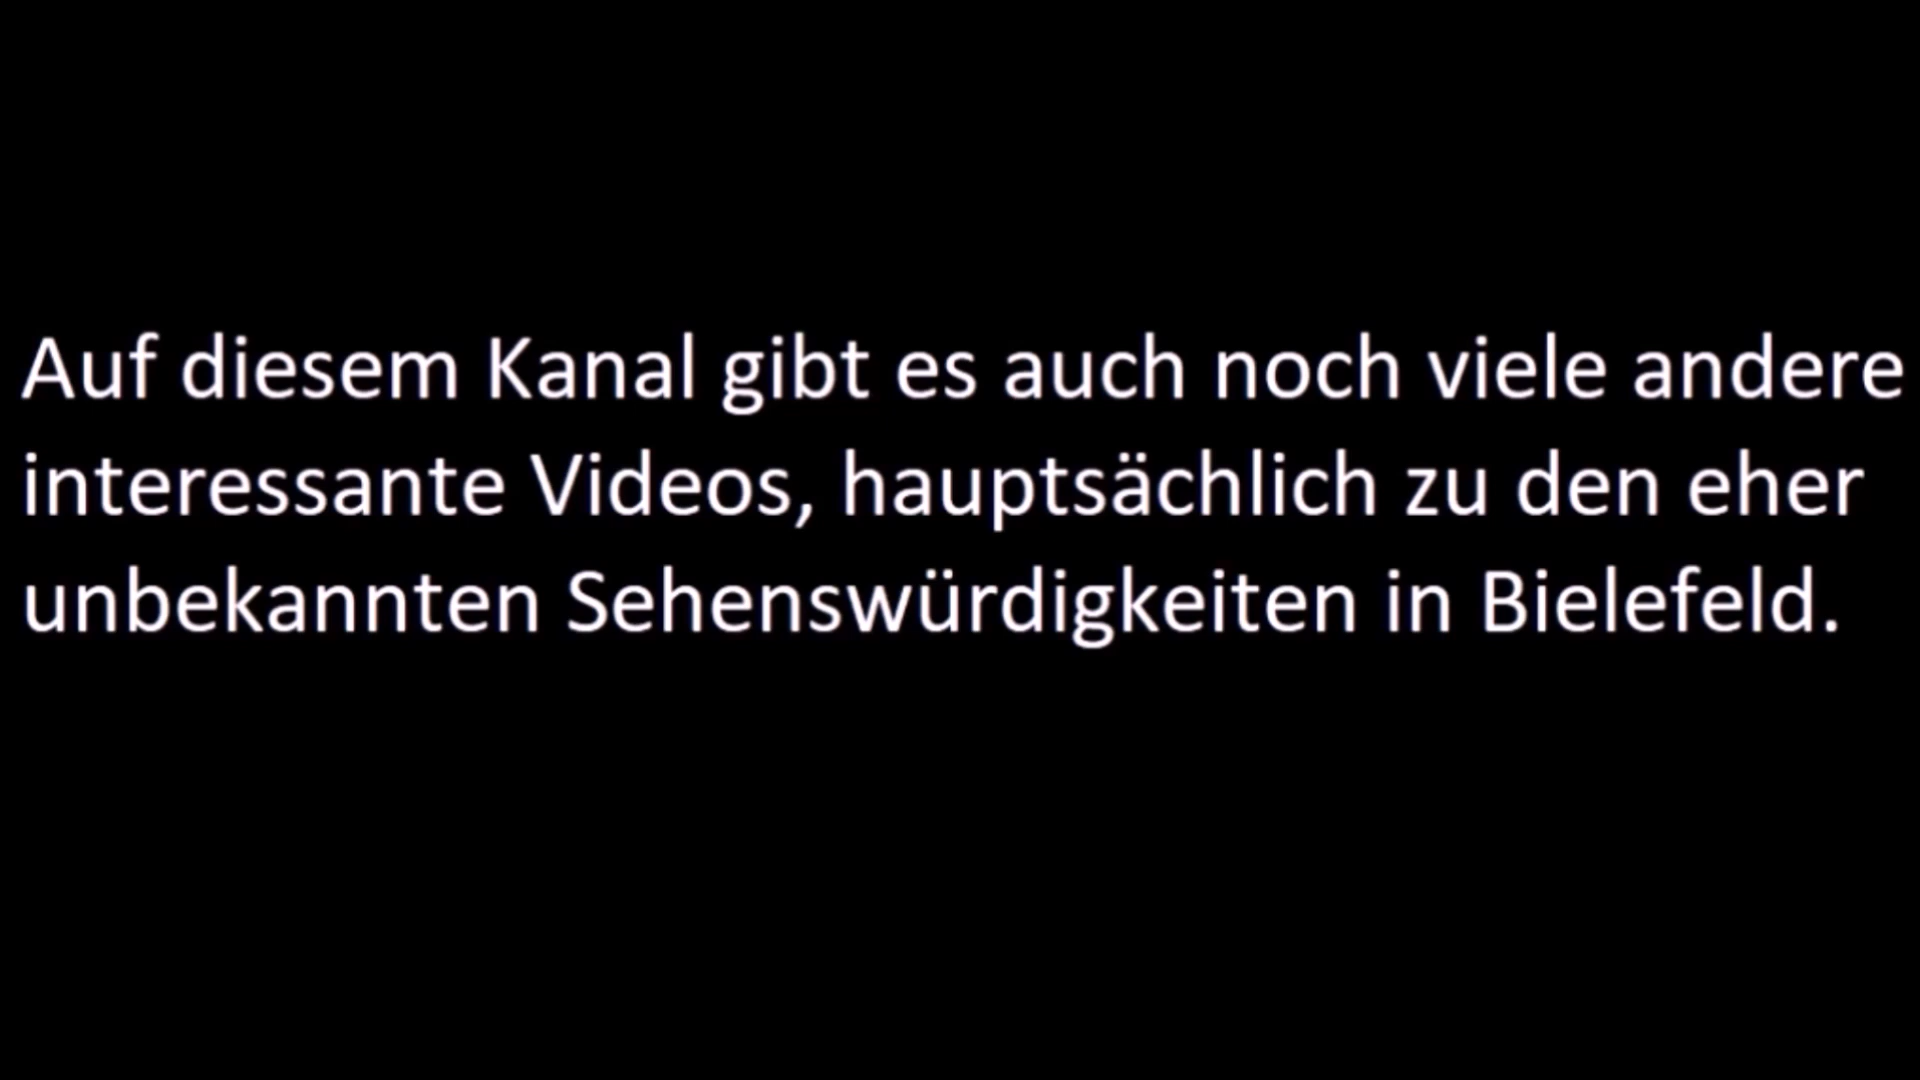 Auf diesem Kanal gibt es auch noch viele andere
interessante Videos, hauptsächlich zu den eher
unbekannten Sehenswürdigkeiten in Bielefeld.